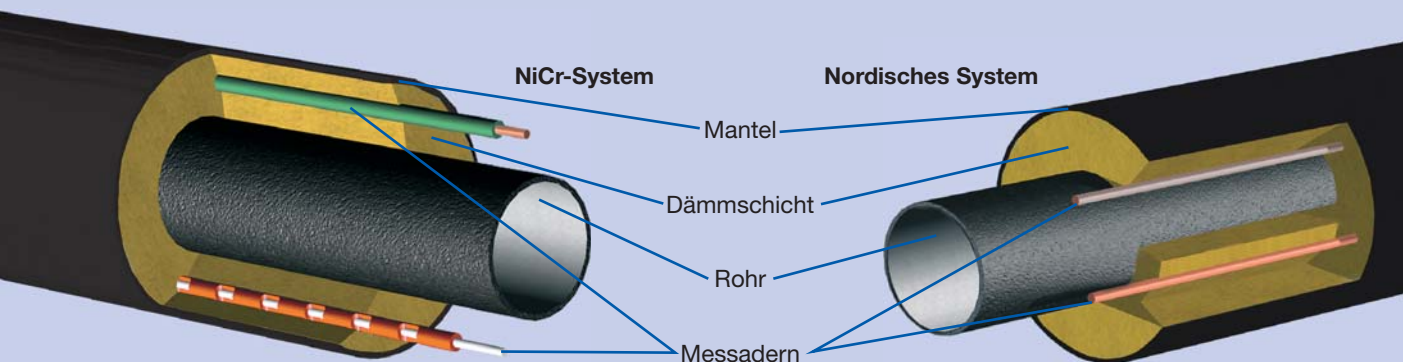 NiCr-System
Nordisches System
Mantel
Dämmschicht
Rohr
Messadern